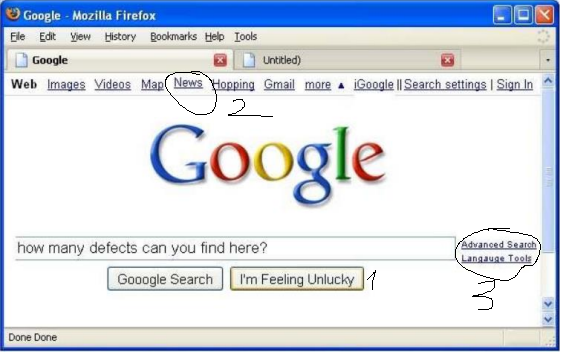 Google - Mozilla Firefox
File Edit View History Bookmarks Help Tools
Google Untitled)
Web Images Videos Map News Hopping Gmail more ▲ iGoogle || Search settings | Sign In
2
Google
how many defects can you find here?
Advanced Search
Langauge Tools
Gooogle Search I'm Feeling Unlucky 1
3
Done Done